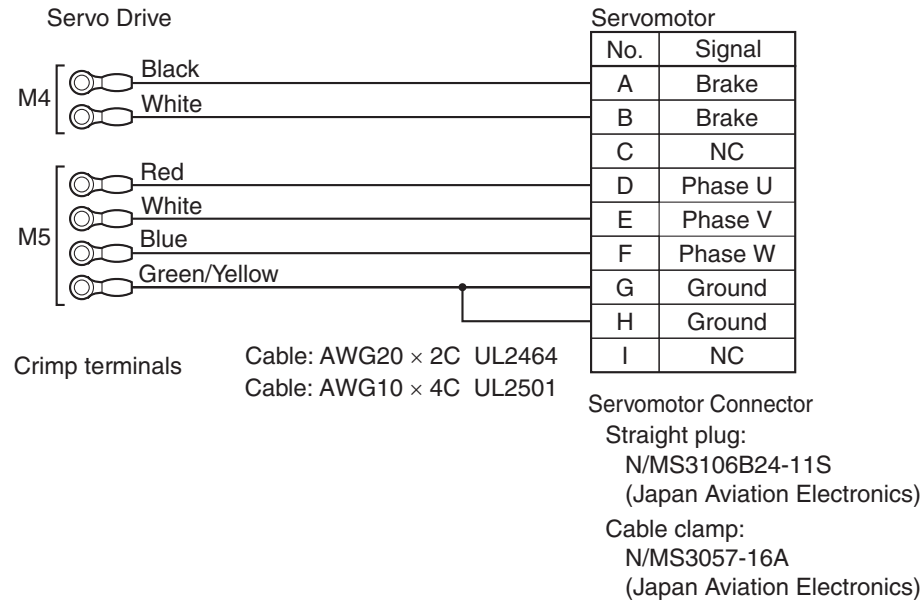 Servo Drive
Servomotor
No. Signal
Black
A Brake
M4
White
B Brake
C NC
Red
D Phase U
White
E Phase V
M5
Blue
F Phase W
Green/Yellow
G Ground
H Ground
I NC
Crimp terminals
Cable: AWG20 × 2C UL2464
Cable: AWG10 × 4C UL2501
Servomotor Connector
Straight plug:
N/MS3106B24-11S
(Japan Aviation Electronics)
Cable clamp:
N/MS3057-16A
(Japan Aviation Electronics)